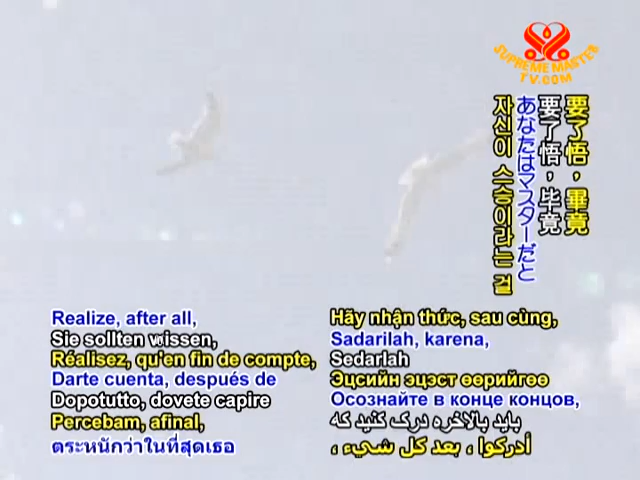 SUPREME MASTER
TV.COM
要了悟，畢竟
要了悟，毕竟
あなたはマスターだと
자신이 스승이라는 걸
Realize, after all,
Sie sollten wissen,
Réalisez, qu'en fin de compte,
Darte cuenta, después de
Dopotutto, dovete capire
Percebam, afinal,
ตระหนักว่าในที่สุดเธอ
Hãy nhận thức, sau cùng,
Sadarilah, karena,
Sedarlah
Эцсийн эцэст өөрийгөө
Осознайте в конце концов,
باید بالاخره درک کنید که
أدركوا ، بعد كل شيء ،